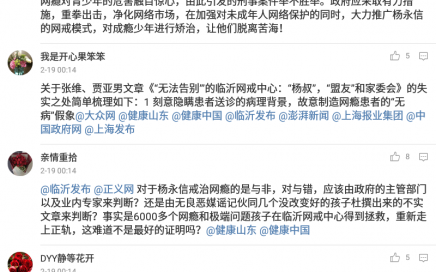 网瘾对青少年的危害触目惊心，由此引发的刑事案件举不胜举。政府应采取有力措
施，重拳出击，净化网络市场，在加强对未成年人网络保护的同时，大力推广杨永信
的网戒模式，对成瘾少年进行矫治，让他们脱离苦海！
我是开心果笨笨
5
2-19 00:14
关于张维、贾亚男文章《“无法告别”的临沂网戒中心：“杨叔”，“盟友”和家委会》的失
实之处简单梳理如下：1 刻意隐瞒患者送诊的病理背景，故意制造网瘾患者的“无
病”假象@大众网 @健康山东 @健康中国 @临沂发布 @澎湃新闻 @上海报业集团 @中
国政府网 @上海发布
亲情重拾
8
2-19 00:14
@临沂发布 @正义网 对于杨永信戒治网瘾的是与非，对与错，应该由政府的主管部门
以及业内专家来判断？还是由无良恶媒谣记伙同几个没改变好的孩子杜撰出来的不实
文章来判断？事实是6000多个网瘾和极端问题孩子在临沂网戒中心得到拯救，重新走
上正轨，这难道不是最好的证明吗？@健康山东 @健康中国
DYY静等花开
5
2-19 00:14